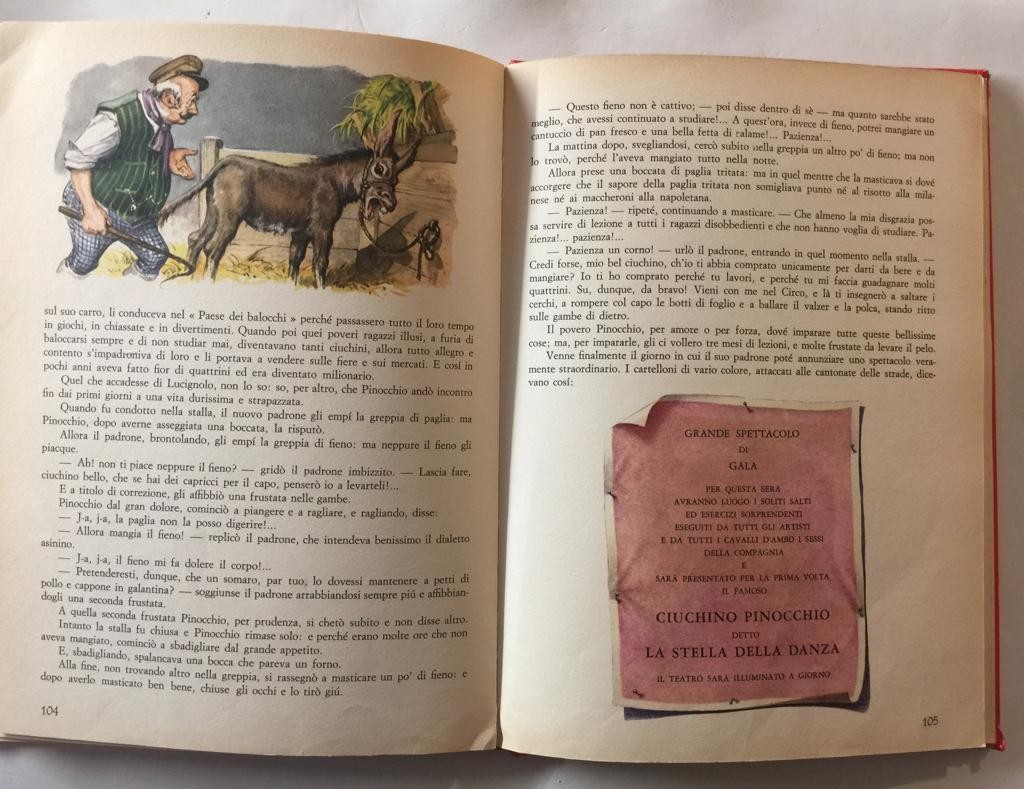 sul suo carro, li conduceva nel « Paese dei balocchi » perché passassero tutto il loro tempo
in giochi, in chiassate e in divertimenti. Quando poi quei poveri ragazzi illusi, a furia di
baloccarsi sempre e di non studiar mai, diventavano tanti ciuchini, allora tutto allegro e
contento s'impadroniva di loro e li portava a vendere sulle fiere e sui mercati. E cosí in
pochi anni aveva fatto fior di quattrini ed era diventato milionario.
Quel che accadesse di Lucignolo, non lo so: so, per altro, che Pinocchio andò incontro
fin dai primi giorni a una vita durissima e strapazzata.
Quando fu condotto nella stalla, il nuovo padrone gli empí la greppia di paglia: ma
Pinocchio, dopo averne asseggiata una boccata, la risputò.
Allora il padrone, brontolando, gli empí la greppia di fieno: ma neppure il fieno gli
piacque.
— Ah! non ti piace neppure il fieno? — gridò il padrone imbizzito. — Lascia fare,
ciuchino bello, che se hai dei capricci per il capo, penserò io a levarteli!...
E a titolo di correzione, gli affibbiò una frustata nelle gambe.
Pinocchio dal gran dolore, cominciò a piangere e a ragliare, e ragliando, disse:
— J-a, j-a, la paglia non la posso digerire!...
— Allora mangia il fieno! — replicò il padrone, che intendeva benissimo il dialetto
asinino.
— J-a, j-a, il fieno mi fa dolere il corpo!...
— Pretenderesti, dunque, che un somaro, par tuo, lo dovessi mantenere a petti di
pollo e cappone in galantina? — soggiunse il padrone arrabbiandosi sempre piú e affibbian-
dogli una seconda frustata.
A quella seconda frustata Pinocchio, per prudenza, si chetò subito e non disse altro.
Intanto la stalla fu chiusa e Pinocchio rimase solo: e perché erano molte ore che non
aveva mangiato, cominciò a sbadigliare dal grande appetito.
E, sbadigliando, spalancava una bocca che pareva un forno.
Alla fine, non trovando altro nella greppia, si rassegnò a masticare un po' di fieno: e
dopo averlo masticato ben bene, chiuse gli occhi e lo tirò giú.
104
— Questo fieno non è cattivo; — poi disse dentro di sè — ma quanto sarebbe stato
meglio, che avessi continuato a studiare!... A quest'ora, invece di fieno, potrei mangiare un
cantuccio di pan fresco e una bella fetta di salame!... Pazienza!...
La mattina dopo, svegliandosi, cercò subito nella greppia un altro po' di fieno; ma non
lo trovò, perché l'aveva mangiato tutto nella notte.
Allora prese una boccata di paglia tritata: ma in quel mentre che la masticava si dové
accorgere che il sapore della paglia tritata non somigliava punto né al risotto alla mila-
nese né ai maccheroni alla napoletana.
— Pazienza! — ripeté, continuando a masticare. — Che almeno la mia disgrazia pos-
sa servire di lezione a tutti i ragazzi disobbedienti e che non hanno voglia di studiare. Pa-
zienza!... pazienza!...
— Pazienza un corno! — urlò il padrone, entrando in quel momento nella stalla. —
Credi forse, mio bel ciuchino, ch'io ti abbia comprato unicamente per darti da bere e da
mangiare? Io ti ho comprato perché tu lavori, e perché tu mi faccia guadagnare molti
quattrini. Su, dunque, da bravo! Vieni con me nel Circo, e là ti insegnerò a saltare i
cerchi, a rompere col capo le botti di foglio e a ballare il valzer e la polca, stando ritto
sulle gambe di dietro.
Il povero Pinocchio, per amore o per forza, dové imparare tutte queste bellissime
cose; ma, per impararle, gli ci vollero tre mesi di lezioni, e molte frustate da levare il pelo.
Venne finalmente il giorno in cui il suo padrone poté annunziare uno spettacolo vera-
mente straordinario. I cartelloni di vario colore, attaccati alle cantonate delle strade, dice-
vano cosí:
GRANDE SPETTACOLO
DI
GALA
PER QUESTA SERA
AVRANNO LUOGO I SOLITI SALTI
ED ESERCIZI SORPRENDENTI
ESEGUITI DA TUTTI GLI ARTISTI
E DA TUTTI I CAVALLI D'AMBO I SESSI
DELLA COMPAGNIA
E
SARÀ PRESENTATO PER LA PRIMA VOLTA
IL FAMOSO
CIUCHINO PINOCCHIO
DETTO
LA STELLA DELLA DANZA
IL TEATRO SARÀ ILLUMINATO A GIORNO
105